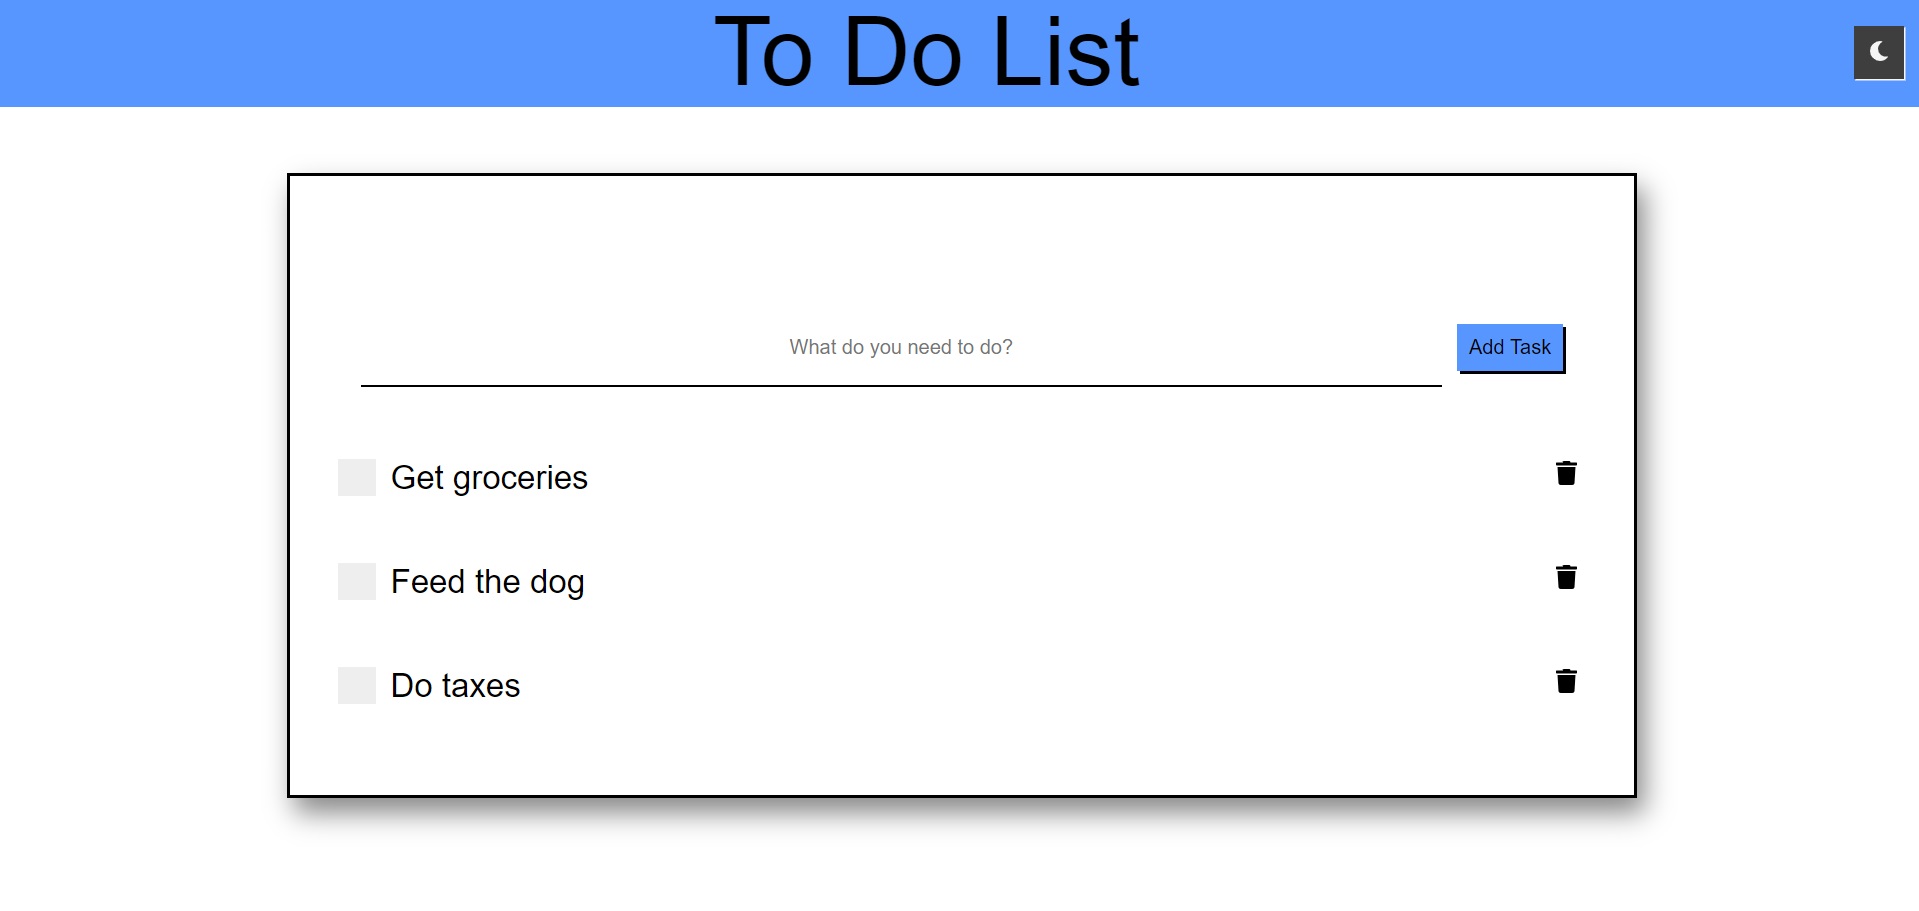 To Do List
What do you need to do?
Add Task
Get groceries
Feed the dog
Do taxes